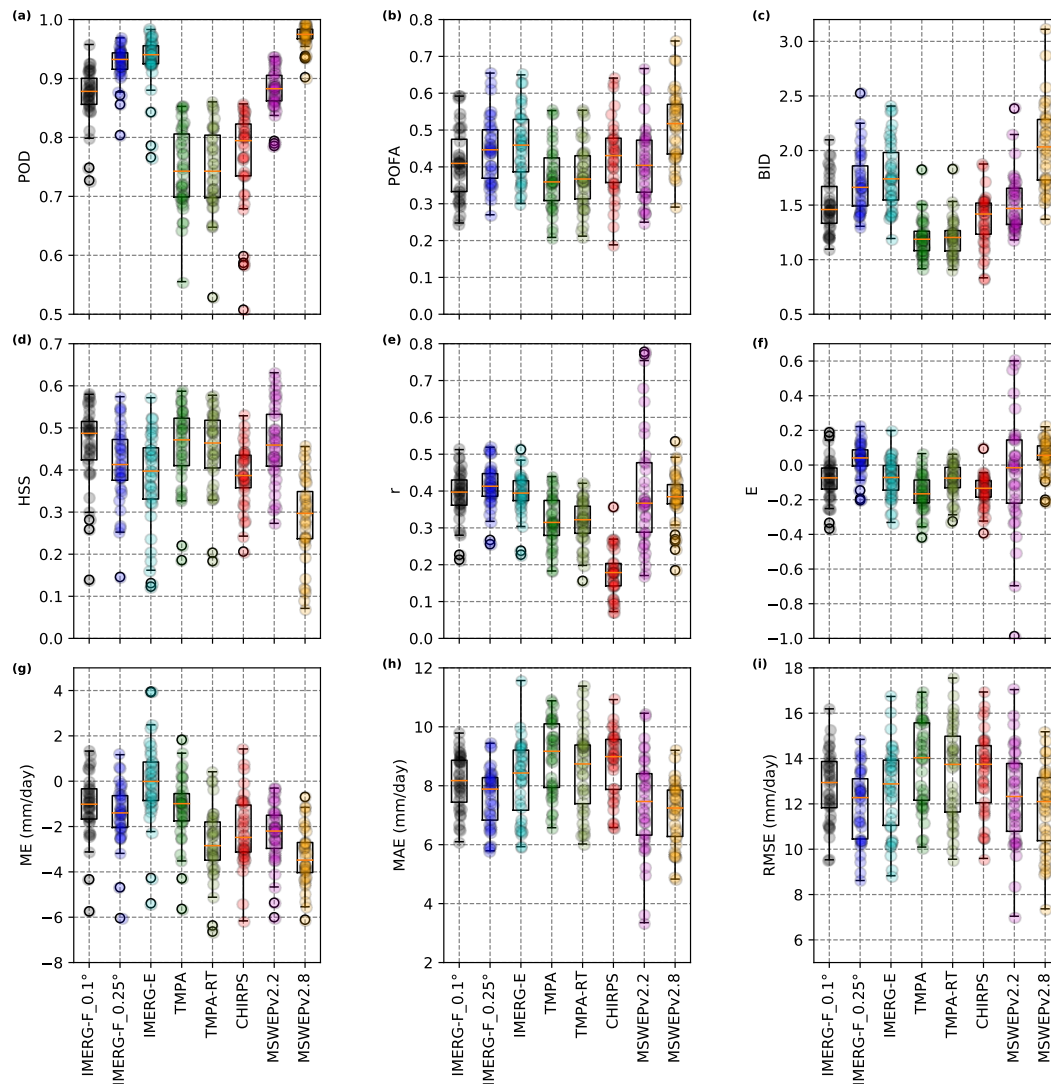 (a)
(b)
(c)
POD
1.0
0.9
0.8
0.7
0.6
0.5
POFA
0.8
0.7
0.6
0.5
0.4
0.3
0.2
0.1
0.0
BID
3.0
2.5
2.0
1.5
1.0
0.5
(d)
(e)
(f)
HSS
0.7
0.6
0.5
0.4
0.3
0.2
0.1
0.0
r
0.8
0.7
0.6
0.5
0.4
0.3
0.2
0.1
0.0
E
0.6
0.4
0.2
0.0
−0.2
−0.4
−0.6
−0.8
−1.0
(g)
(h)
(i)
ME (mm/day)
4
2
0
−2
−4
−6
−8
MAE (mm/day)
12
10
8
6
4
2
RMSE (mm/day)
18
16
14
12
10
8
6
IMERG-F_0.1°
IMERG-F_0.25°
IMERG-E
TMPA
TMPA-RT
CHIRPS
MSWEPv2.2
MSWEPv2.8
IMERG-F_0.1°
IMERG-F_0.25°
IMERG-E
TMPA
TMPA-RT
CHIRPS
MSWEPv2.2
MSWEPv2.8
IMERG-F_0.1°
IMERG-F_0.25°
IMERG-E
TMPA
TMPA-RT
CHIRPS
MSWEPv2.2
MSWEPv2.8